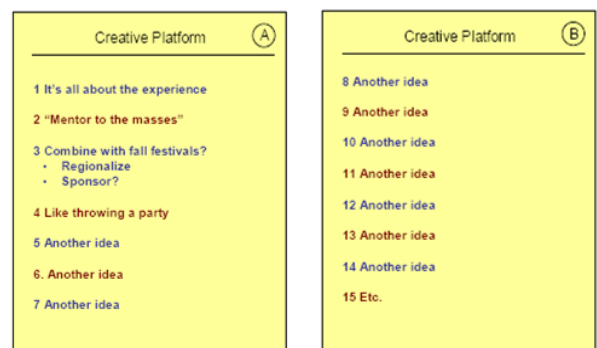 Creative Platform A
1 It's all about the experience
2 “Mentor to the masses”
3 Combine with fall festivals?
• Regionalize
• Sponsor?
4 Like throwing a party
5 Another idea
6. Another idea
7 Another idea
Creative Platform B
8 Another idea
9 Another idea
10 Another idea
11 Another idea
12 Another idea
13 Another idea
14 Another idea
15 Etc.